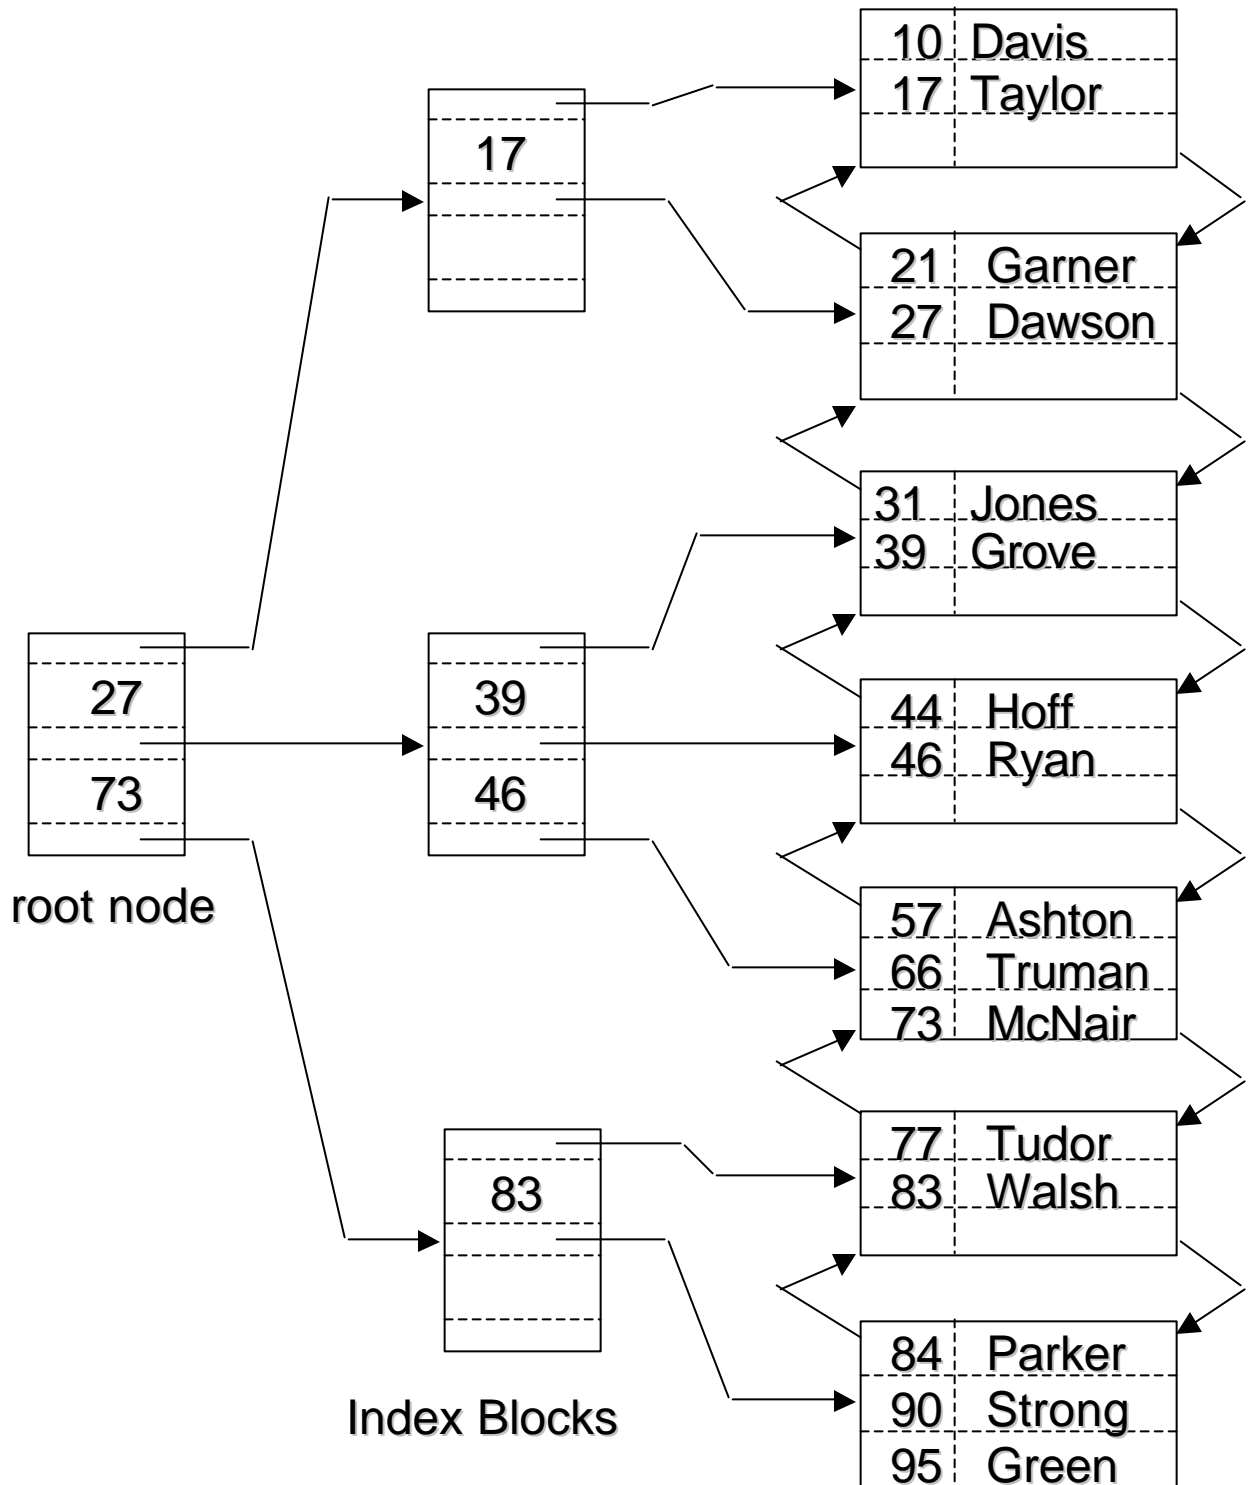 10 Davis
17 Taylor
17
21 Garner
27 Dawson
31 Jones
39 Grove
27
73
root node
39
46
44 Hoff
46 Ryan
57 Ashton
66 Truman
73 McNair
83
Index Blocks
77 Tudor
83 Walsh
84 Parker
90 Strong
95 Green